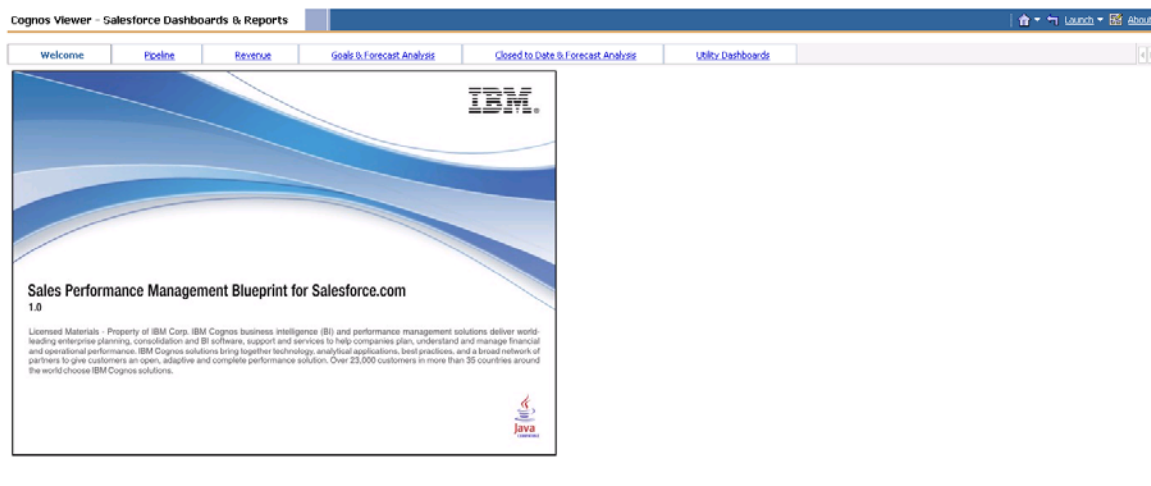 Cognos Viewer - Salesforce Dashboards & Reports
Launch
About
Welcome
Pipeline
Revenue
Goals & Forecast Analysis
Closed to Date & Forecast Analysis
Utility Dashboards
IBM.
Sales Performance Management Blueprint for Salesforce.com
1.0
Licensed Materials - Property of IBM Corp. IBM Cognos business intelligence (BI) and performance management solutions deliver world-
leading enterprise planning, consolidation and BI software, support and services to help companies plan, understand and manage financial
and operational performance. IBM Cognos solutions bring together technology, analytical applications, best practices, and a broad network of
partners to give customers an open, adaptive and complete performance solution. Over 23,000 customers in more than 35 countries around
the world choose IBM Cognos solutions.
Java